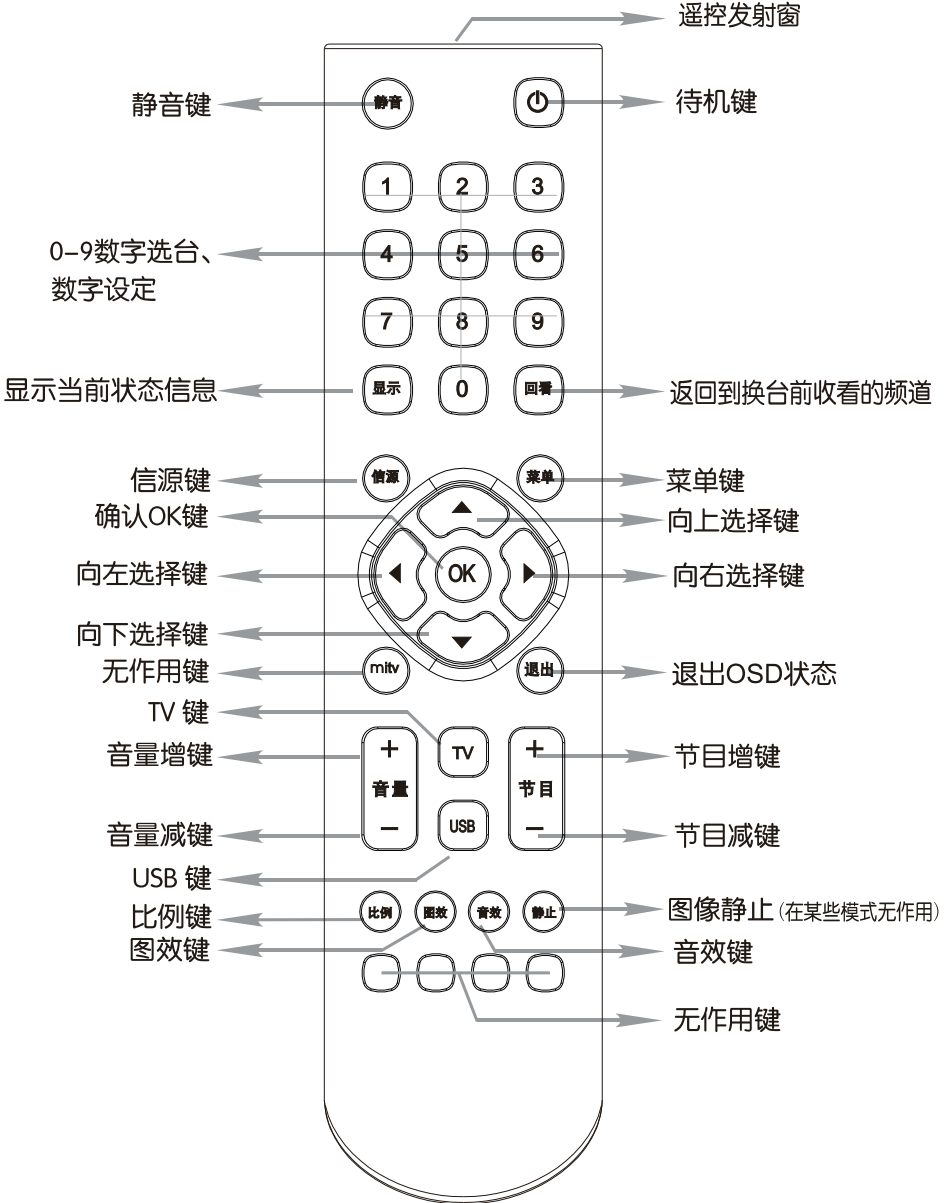 遥控发射窗
静音键
静音
待机键
1
2
3
0-9数字选台、
数字设定
4
5
6
7
8
9
显示当前状态信息
显示
0
回看
返回到换台前收看的频道
信源键
信源
菜单
菜单键
确认OK键
向上选择键
向左选择键
OK
向右选择键
向下选择键
无作用键
mitv
退出
退出OSD状态
TV 键
音量增键
+
TV
+
节目增键
音量
节目
音量减键
－
USB
－
节目减键
USB 键
比例键
比例
图效
音效
静止
图像静止(在某些模式无作用)
图效键
音效键
无作用键